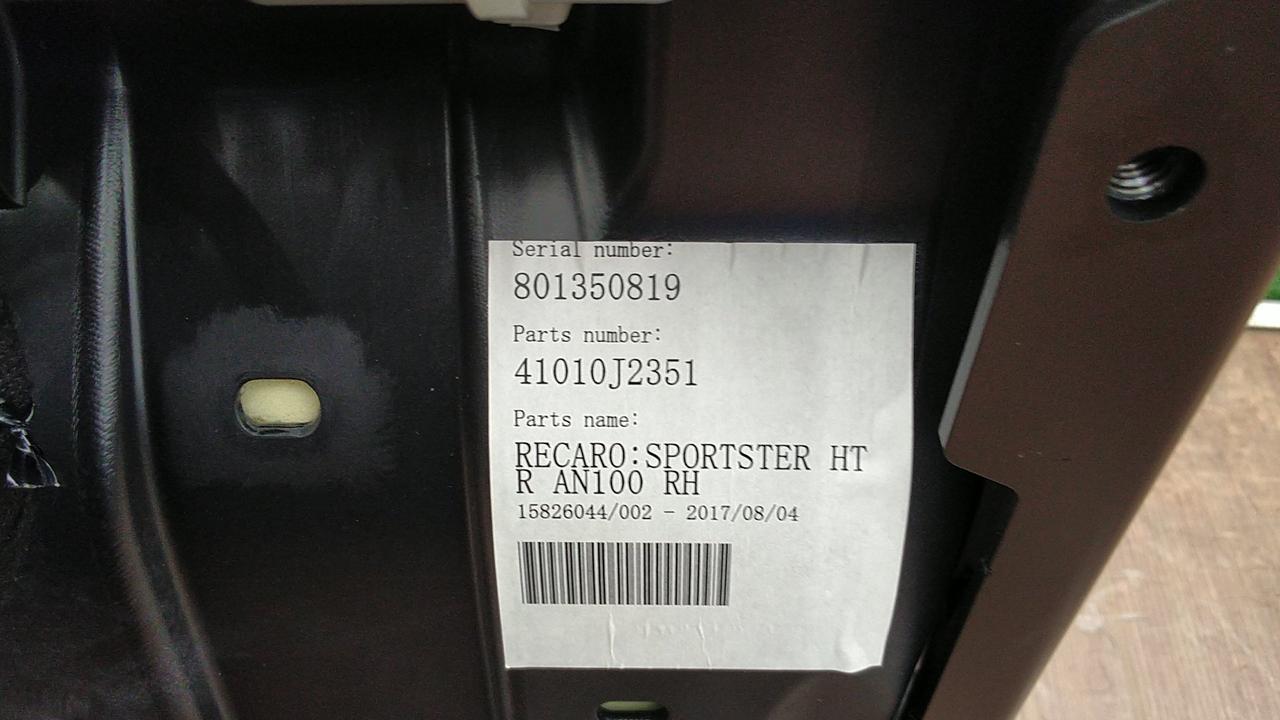 Serial number:
801350819
Parts number:
41010J2351
Parts name:
RECARO:SPORTSTER HT
R AN100 RH
15826044/002 - 2017/08/04